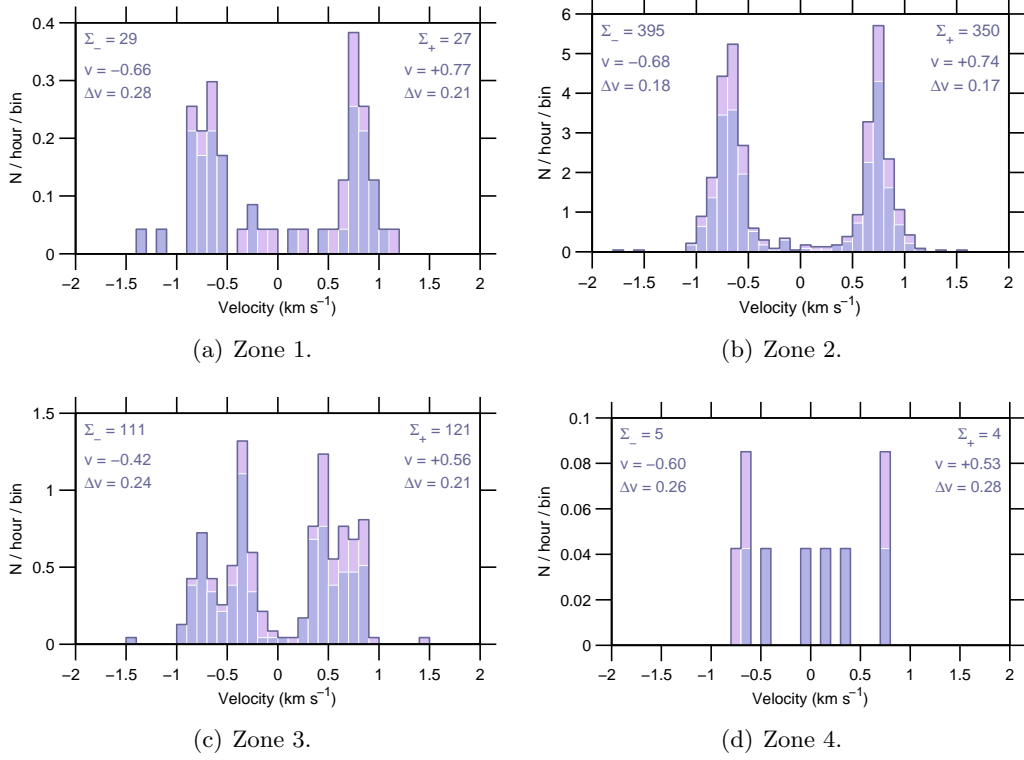 0.4
0.3
0.2
0.1
0
N / hour / bin
Σ− = 29
v = −0.66
Δv = 0.28
Σ+ = 27
v = +0.77
Δv = 0.21
−2 −1.5 −1 −0.5 0 0.5 1 1.5 2
Velocity (km s−1)
(a) Zone 1.
6
5
4
3
2
1
0
N / hour / bin
Σ− = 395
v = −0.68
Δv = 0.18
Σ+ = 350
v = +0.74
Δv = 0.17
−2 −1.5 −1 −0.5 0 0.5 1 1.5 2
Velocity (km s−1)
(b) Zone 2.
1.5
1
0.5
0
N / hour / bin
Σ− = 111
v = −0.42
Δv = 0.24
Σ+ = 121
v = +0.56
Δv = 0.21
−2 −1.5 −1 −0.5 0 0.5 1 1.5 2
Velocity (km s−1)
(c) Zone 3.
0.1
0.08
0.06
0.04
0.02
0
N / hour / bin
Σ− = 5
v = −0.60
Δv = 0.26
Σ+ = 4
v = +0.53
Δv = 0.28
−2 −1.5 −1 −0.5 0 0.5 1 1.5 2
Velocity (km s−1)
(d) Zone 4.